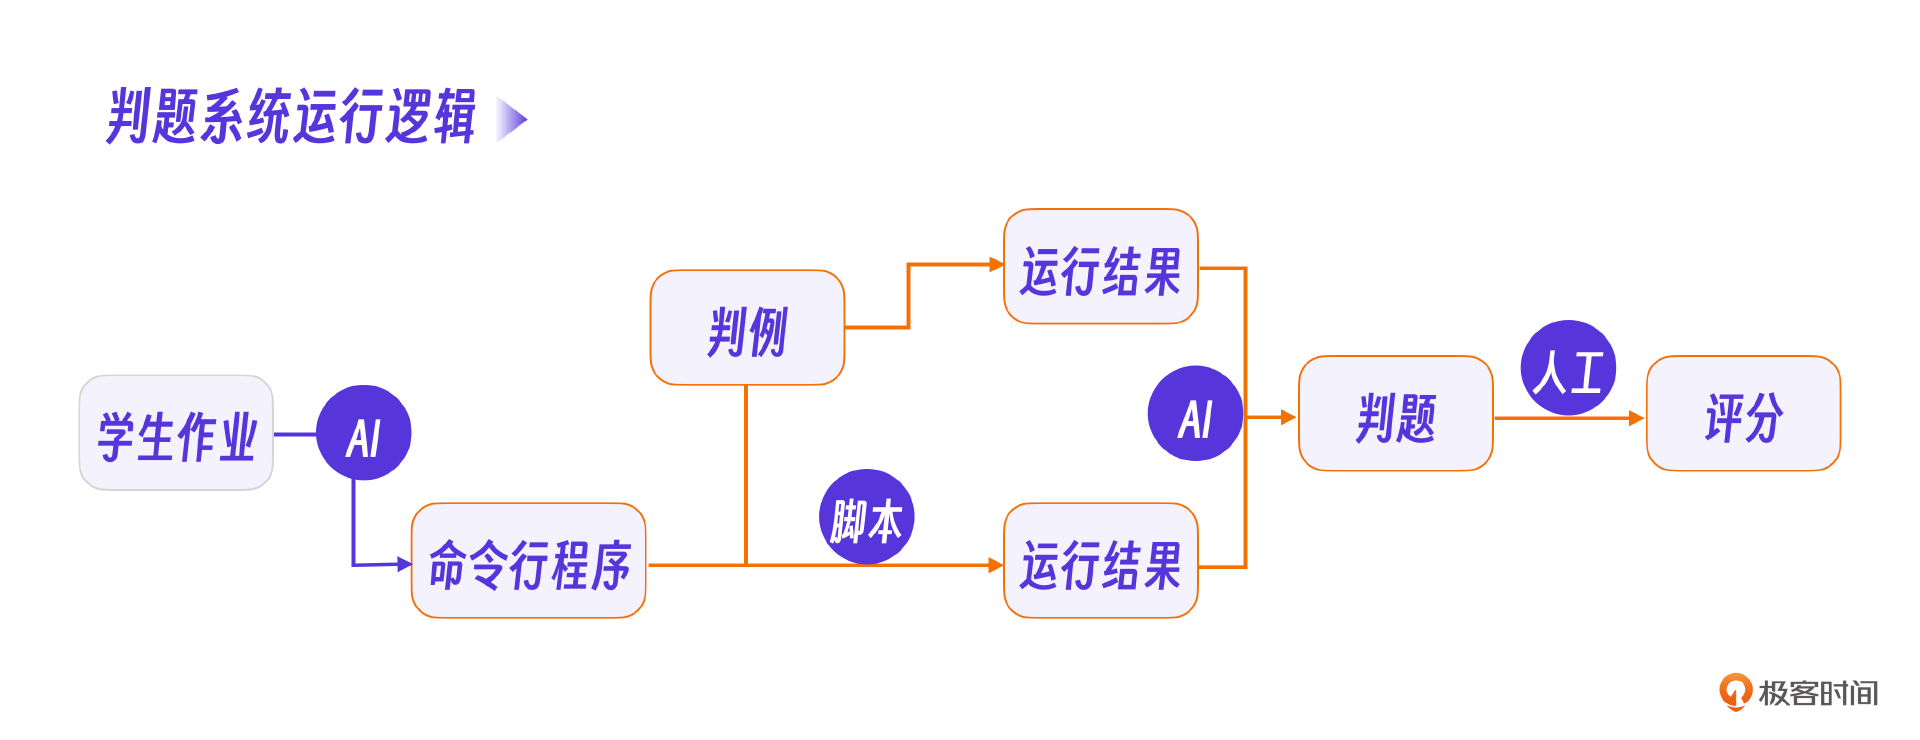 判题系统运行逻辑
学生作业
AI
命令行程序
判例
脚本
运行结果
运行结果
AI
判题
人工
评分
极客时间